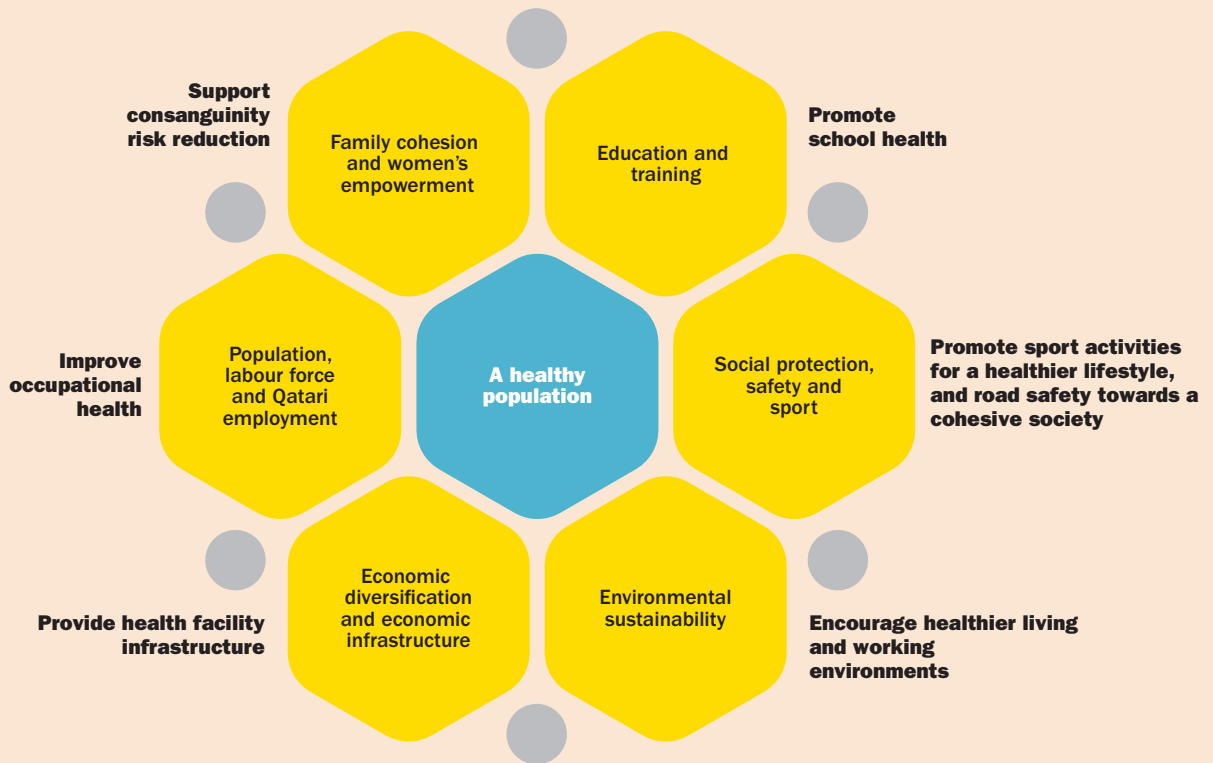 Support
consanguinity
risk reduction
Family cohesion
and women's
empowerment
Education and
training
Promote
school health
Improve
occupational
health
Population,
labour force
and Qatari
employment
A healthy
population
Social protection,
safety and
sport
Promote sport activities
for a healthier lifestyle,
and road safety towards a
cohesive society
Provide health facility
infrastructure
Economic
diversification
and economic
infrastructure
Environmental
sustainability
Encourage healthier living
and working
environments